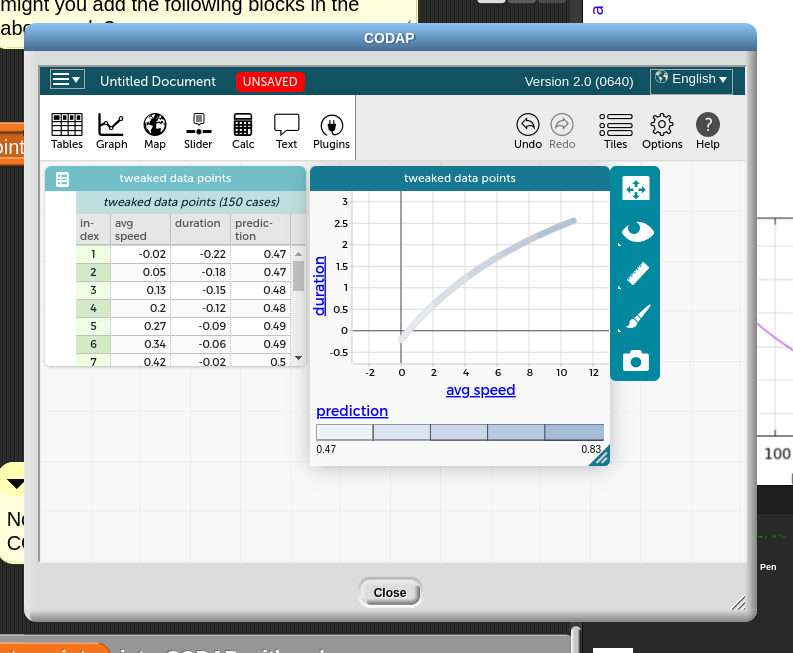 might you add the following blocks in the
CODAP
Untitled Document UNSAVED Version 2.0 (0640) English
Tables Graph Map Slider Calc Text Plugins Undo Redo Tiles Options ? Help
tweaked data points
tweaked data points (150 cases)
in-dex avg speed duration predic-tion
1 -0.02 -0.22 0.47
2 0.05 -0.18 0.47
3 0.13 -0.15 0.48
4 0.2 -0.12 0.48
5 0.27 -0.09 0.49
6 0.34 -0.06 0.49
7 0.42 -0.02 0.5
tweaked data points
3
2.5
2
1.5
1
0.5
0
-0.5
duration
-2 0 2 4 6 8 10 12
avg speed
prediction
0.47 0.83
Close
100
Pen